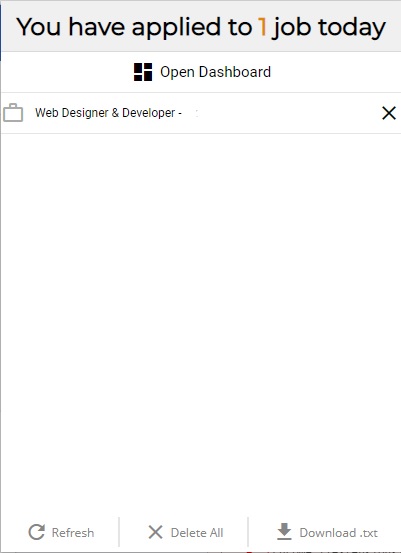 You have applied to 1 job today
Open Dashboard
Web Designer & Developer -
Refresh
Delete All
Download .txt